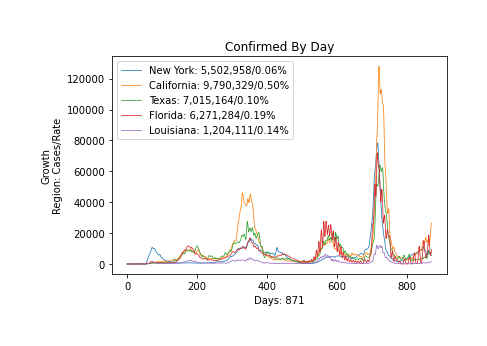 Confirmed By Day
New York: 5,502,958/0.06%
California: 9,790,329/0.50%
Texas: 7,015,164/0.10%
Florida: 6,271,284/0.19%
Louisiana: 1,204,111/0.14%
Growth
Region: Cases/Rate
120000
100000
80000
60000
40000
20000
0
0 200 400 600 800
Days: 871